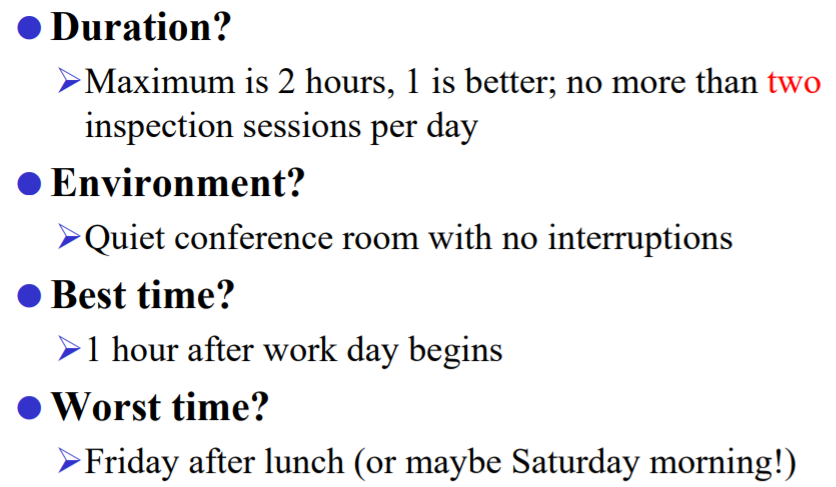 Duration?
Maximum is 2 hours, 1 is better; no more than two
inspection sessions per day
Environment?
Quiet conference room with no interruptions
Best time?
1 hour after work day begins
Worst time?
Friday after lunch (or maybe Saturday morning!)